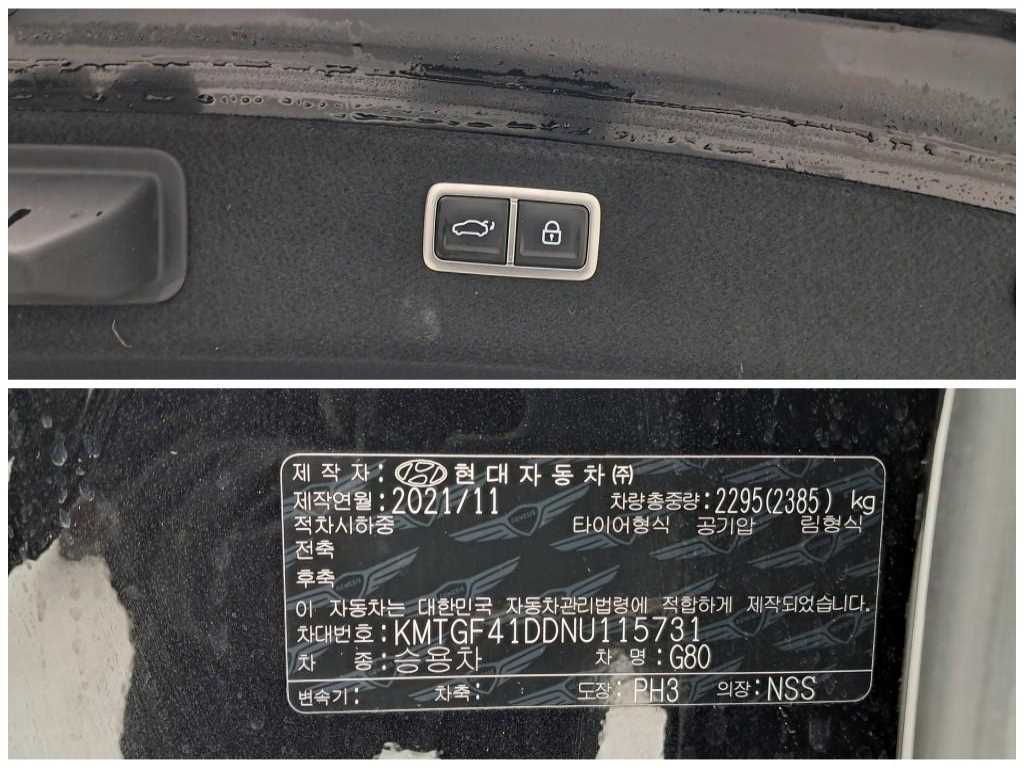 제 작 자 : 현대자동차㈜
제작연월 : 2021/11 차량총중량: 2295(2385) kg
적차시하중 타이어형식 공기압 림형식
전축
후축
이 자동차는 대한민국 자동차관리법령에 적합하게 제작되었습니다.
차대번호 : KMTGF41DDNU115731
차 종 : 승용차 차 명 : G80
변속기 : 차축 : 도장 : PH3 의장 : NSS